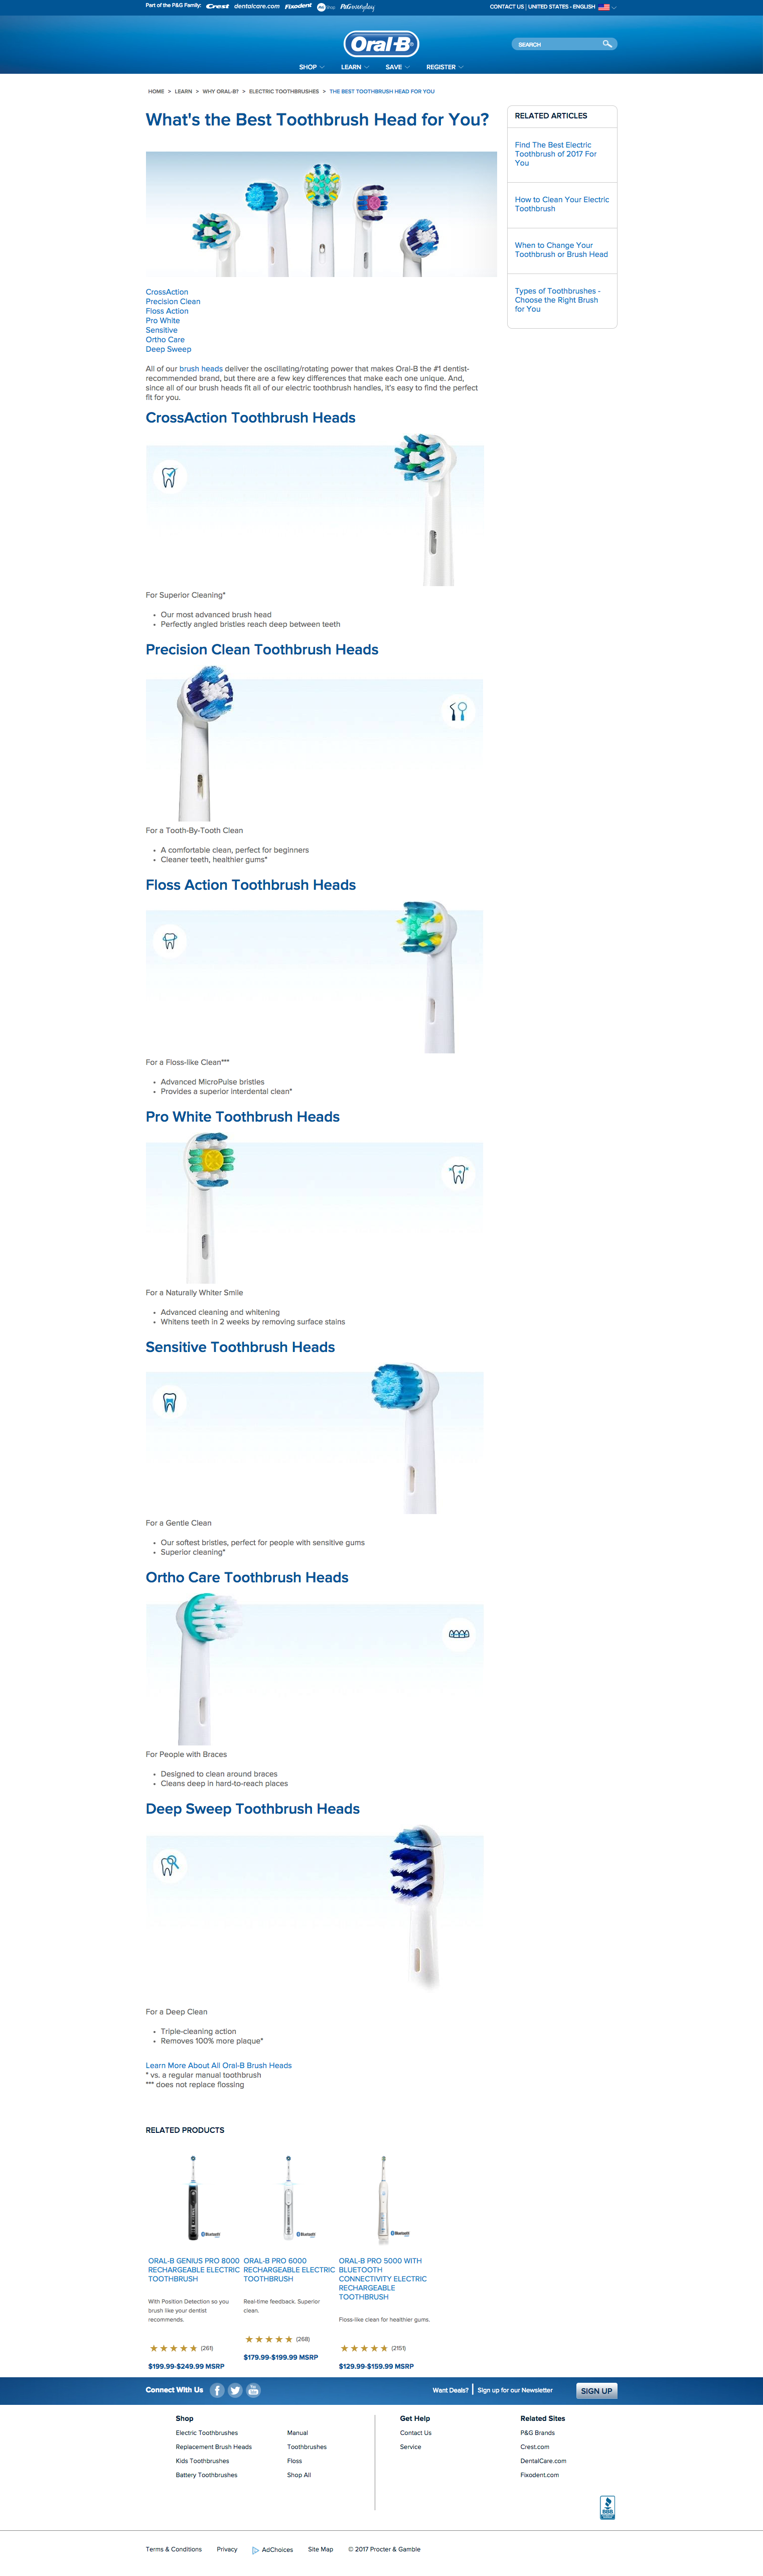 Part of the P&G Family: Crest dentalcare.com Fixodent P&G everyday
CONTACT US | UNITED STATES - ENGLISH
Oral-B
SEARCH
SHOP LEARN SAVE REGISTER
HOME > LEARN > WHY ORAL-B? > ELECTRIC TOOTHBRUSHES > THE BEST TOOTHBRUSH HEAD FOR YOU
What's the Best Toothbrush Head for You?
CrossAction
Precision Clean
Floss Action
Pro White
Sensitive
Ortho Care
Deep Sweep
All of our brush heads deliver the oscillating/rotating power that makes Oral-B the #1 dentist-
recommended brand, but there are a few key differences that make each one unique. And,
since all of our brush heads fit all of our electric toothbrush handles, it's easy to find the perfect
fit for you.
RELATED ARTICLES
Find The Best Electric
Toothbrush of 2017 For
You
How to Clean Your Electric
Toothbrush
When to Change Your
Toothbrush or Brush Head
Types of Toothbrushes -
Choose the Right Brush
for You
CrossAction Toothbrush Heads
For Superior Cleaning*
• Our most advanced brush head
• Perfectly angled bristles reach deep between teeth
Precision Clean Toothbrush Heads
For a Tooth-By-Tooth Clean
• A comfortable clean, perfect for beginners
• Cleaner teeth, healthier gums*
Floss Action Toothbrush Heads
For a Floss-like Clean***
• Advanced MicroPulse bristles
• Provides a superior interdental clean*
Pro White Toothbrush Heads
For a Naturally Whiter Smile
• Advanced cleaning and whitening
• Whitens teeth in 2 weeks by removing surface stains
Sensitive Toothbrush Heads
For a Gentle Clean
• Our softest bristles, perfect for people with sensitive gums
• Superior cleaning*
Ortho Care Toothbrush Heads
For People with Braces
• Designed to clean around braces
• Cleans deep in hard-to-reach places
Deep Sweep Toothbrush Heads
For a Deep Clean
• Triple-cleaning action
• Removes 100% more plaque*
Learn More About All Oral-B Brush Heads
* vs. a regular manual toothbrush
*** does not replace flossing
RELATED PRODUCTS
Bluetooth
ORAL-B GENIUS PRO 8000
RECHARGEABLE ELECTRIC
TOOTHBRUSH
With Position Detection so you
brush like your dentist
recommends.
(261)
$199.99-$249.99 MSRP
Bluetooth
ORAL-B PRO 6000
RECHARGEABLE ELECTRIC
TOOTHBRUSH
Real-time feedback. Superior
clean.
(268)
$179.99-$199.99 MSRP
Bluetooth
ORAL-B PRO 5000 WITH
BLUETOOTH
CONNECTIVITY ELECTRIC
RECHARGEABLE
TOOTHBRUSH
Floss-like clean for healthier gums.
(2151)
$129.99-$159.99 MSRP
Connect With Us
Want Deals? | Sign up for our Newsletter
SIGN UP
Shop
Electric Toothbrushes
Replacement Brush Heads
Kids Toothbrushes
Battery Toothbrushes
Manual
Toothbrushes
Floss
Shop All
Get Help
Contact Us
Service
Related Sites
P&G Brands
Crest.com
DentalCare.com
Fixodent.com
BBB
Terms & Conditions Privacy AdChoices Site Map © 2017 Procter & Gamble